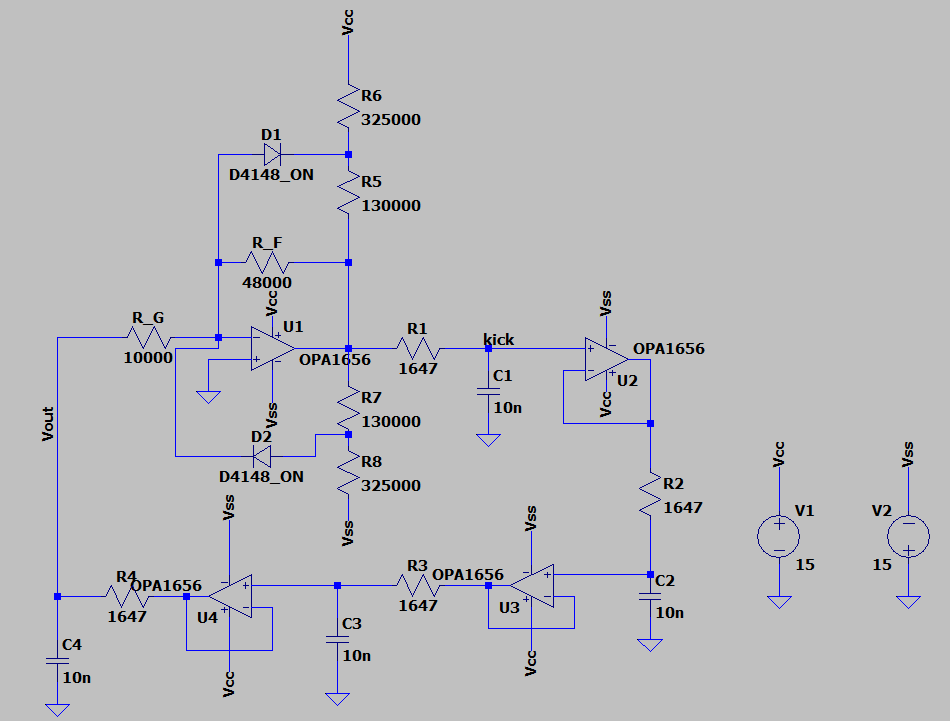 Vcc
R6
325000
D1
D4148_ON
R5
130000
R_F
48000
Vcc
R_G
10000
U1
OPA1656
Vss
R1
1647
kick
C1
10n
Vss
OPA1656
U2
Vcc
R7
130000
D2
D4148_ON
R8
325000
Vss
Vout
R2
1647
Vcc
V1
15
Vss
V2
15
Vss
R4
OPA1656
1647
U4
Vcc
C4
10n
C3
10n
R3
1647
OPA1656
Vss
U3
Vcc
C2
10n